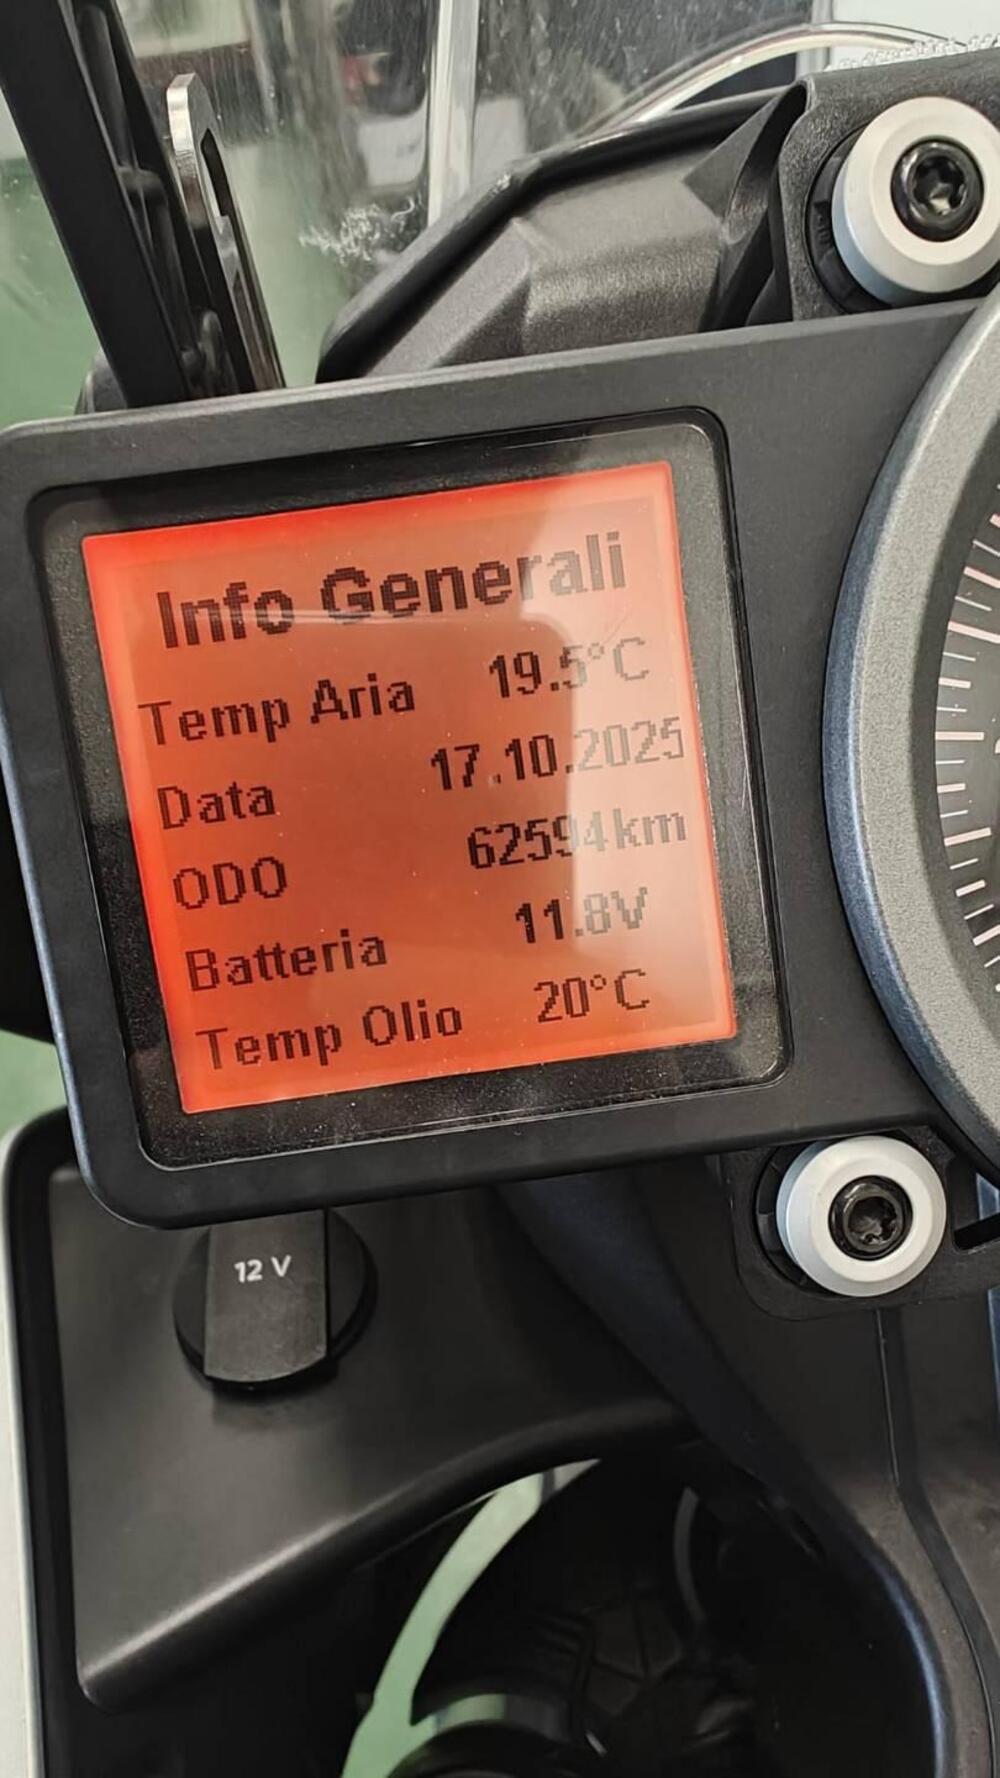 Info Generali
Temp Aria 19.5°C
Data 17.10.2025
ODO 62594km
Batteria 11.8V
Temp Olio 20°C
12 V